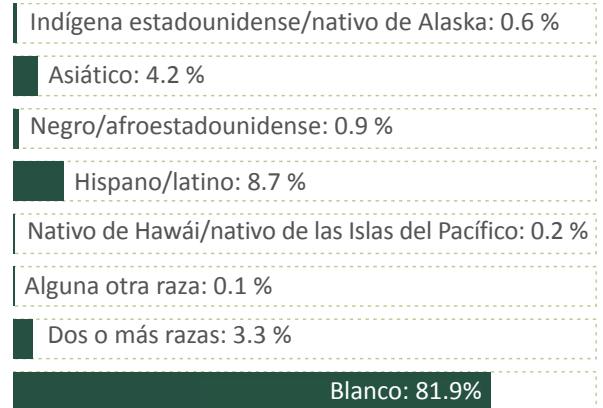 Indígena estadounidense/nativo de Alaska: 0.6 %
Asiático: 4.2 %
Negro/afroestadounidense: 0.9 %
Hispano/latino: 8.7 %
Nativo de Hawái/nativo de las Islas del Pacífico: 0.2 %
Alguna otra raza: 0.1 %
Dos o más razas: 3.3 %
Blanco: 81.9%